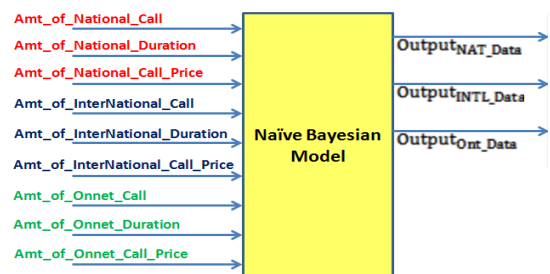 Amt_of_National_Call
Amt_of_National_Duration
Amt_of_National_Call_Price
Amt_of_InterNational_Call
Amt_of_InterNational_Duration
Amt_of_InterNational_Call_Price
Amt_of_Onnet_Call
Amt_of_Onnet_Duration
Amt_of_Onnet_Call_Price
Naïve Bayesian
Model
OutputNAT_Data
OutputINTL_Data
OutputOnt_Data